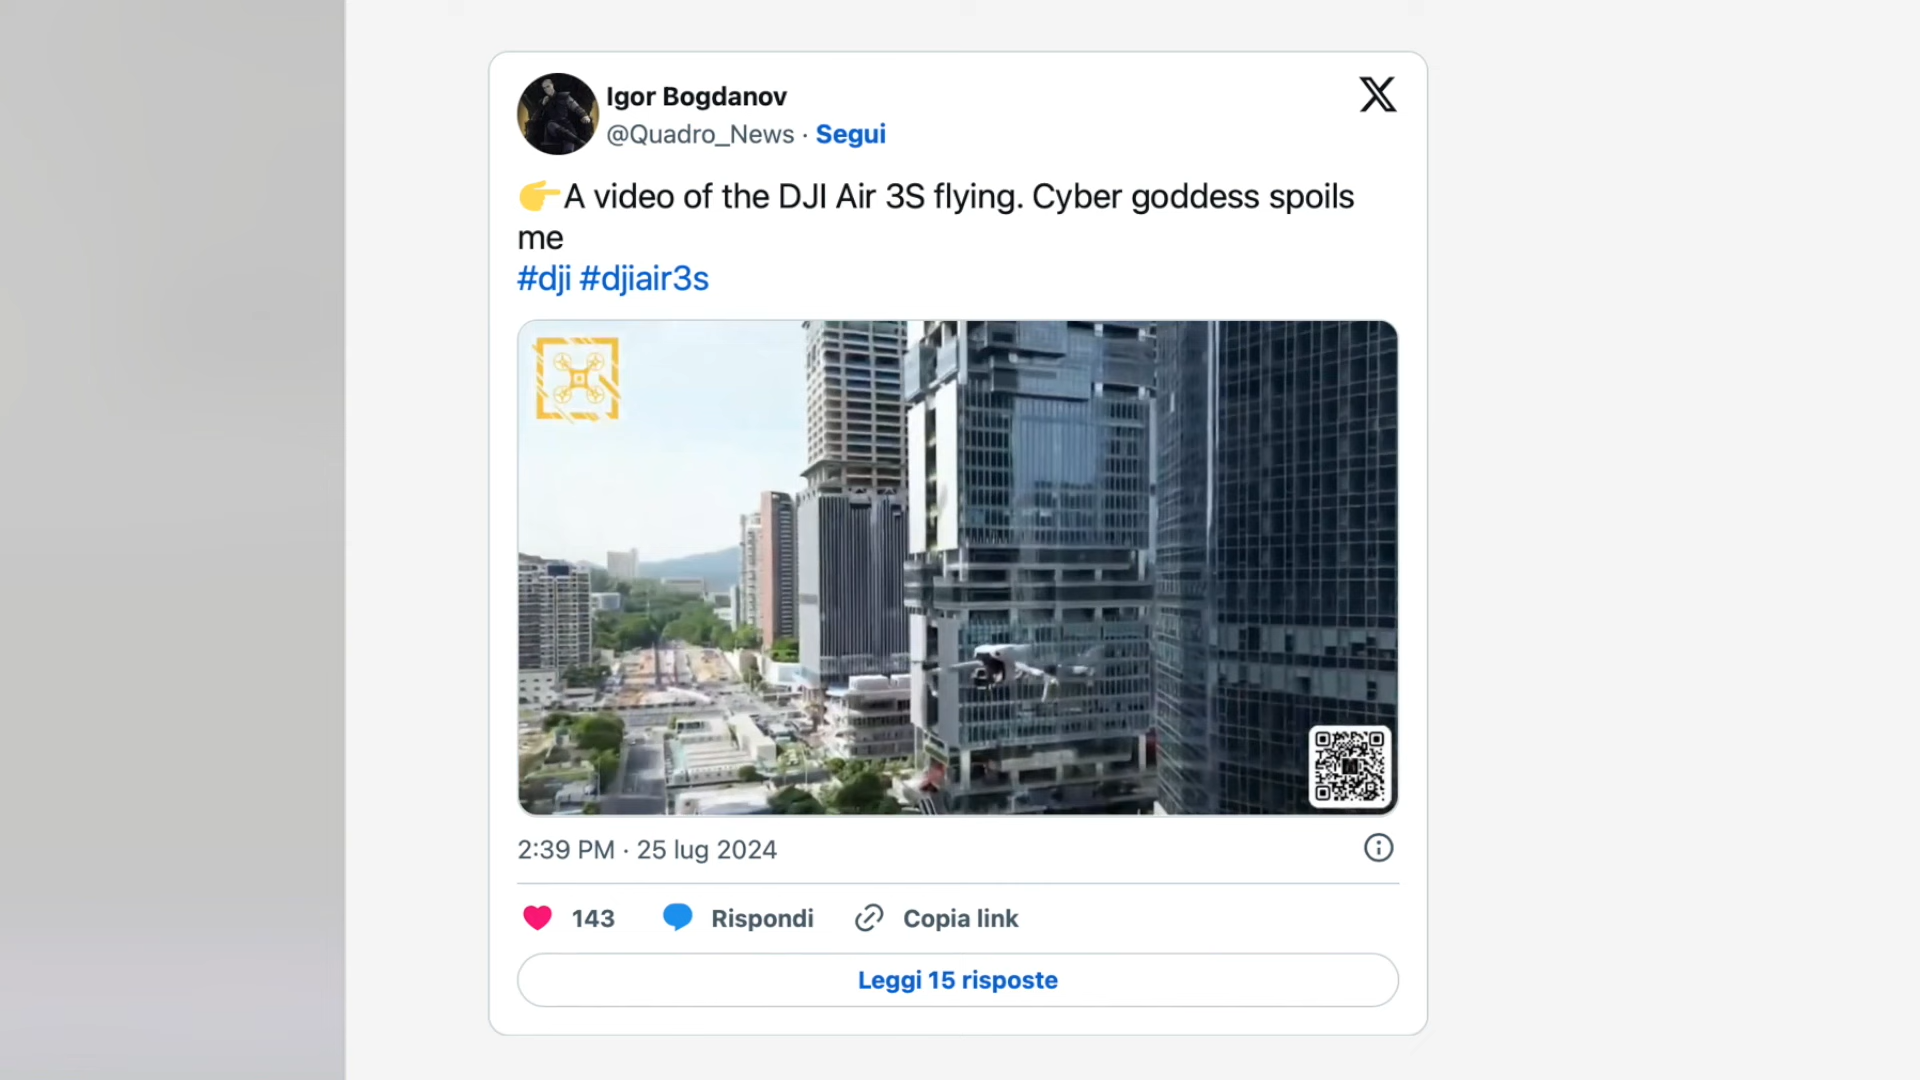 Igor Bogdanov
@Quadro_News · Segui
👉A video of the DJI Air 3S flying. Cyber goddess spoils
me
#dji #djiair3s
2:39 PM · 25 lug 2024
143 Rispondi Copia link
Leggi 15 risposte